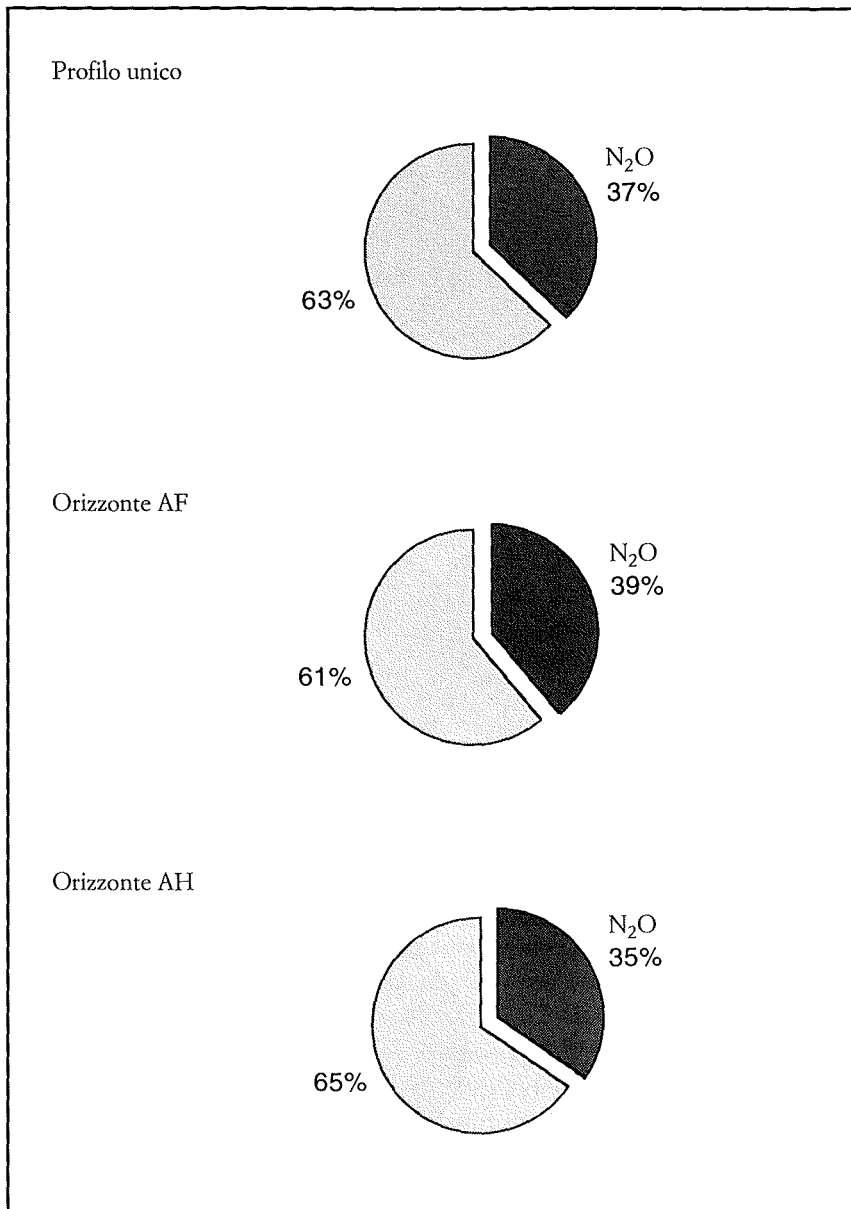 Profilo unico
N₂O
37%
63%
Orizzonte AF
N₂O
39%
61%
Orizzonte AH
N₂O
35%
65%